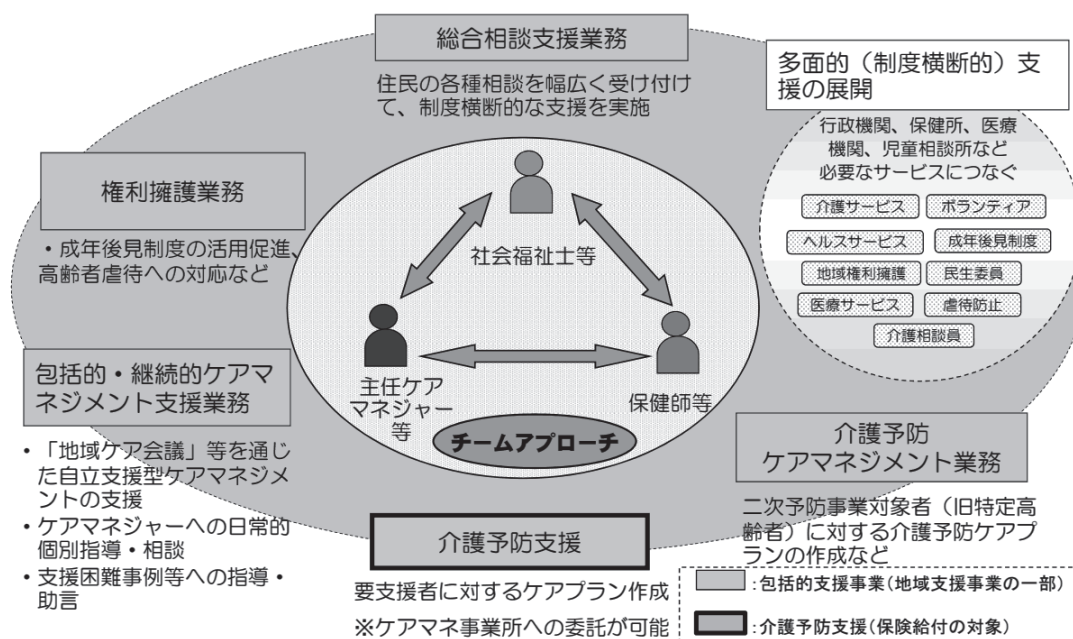 総合相談支援業務
住民の各種相談を幅広く受け付け
て、制度横断的な支援を実施
多面的（制度横断的）支
援の展開
行政機関、保健所、医療
機関、児童相談所など
必要なサービスにつなぐ
介護サービス
ボランティア
ヘルスサービス
成年後見制度
地域権利擁護
民生委員
医療サービス
虐待防止
介護相談員
権利擁護業務
・成年後見制度の活用促進、
高齢者虐待への対応など
社会福祉士等
主任ケア
マネジャー
等
保健師等
チームアプローチ
包括的・継続的ケアマ
ネジメント支援業務
・「地域ケア会議」等を通じ
た自立支援型ケアマネジメ
ントの支援
・ケアマネジャーへの日常的
個別指導・相談
・支援困難事例等への指導・
助言
介護予防
ケアマネジメント業務
二次予防事業対象者（旧特定高
齢者）に対する介護予防ケアプ
ランの作成など
介護予防支援
要支援者に対するケアプラン作成
※ケアマネ事業所への委託が可能
:包括的支援事業（地域支援事業の一部）
:介護予防支援（保険給付の対象）